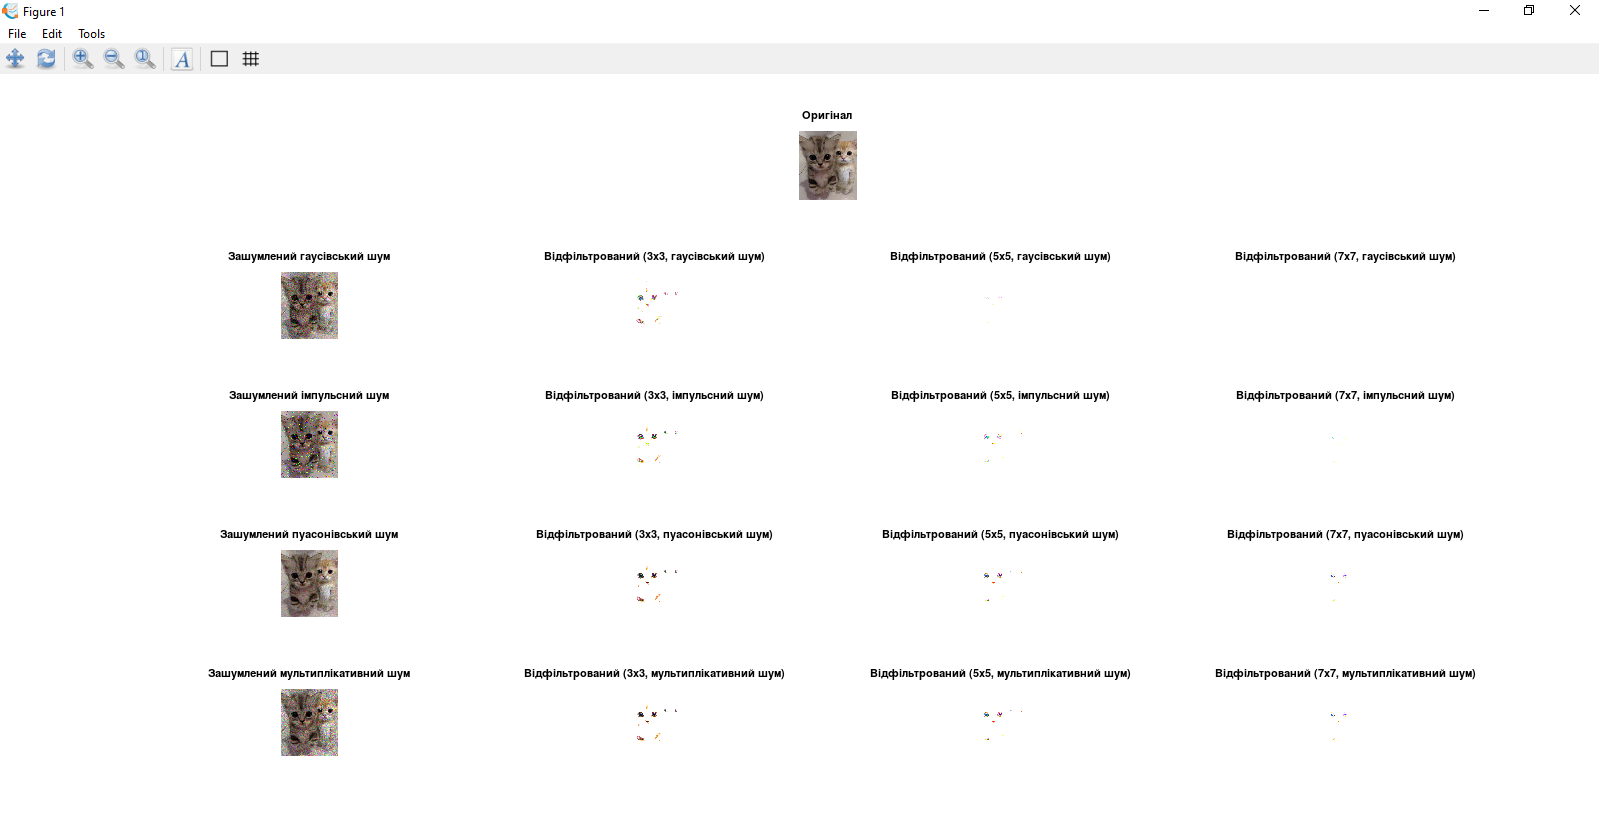 Figure 1
File Edit Tools
Оригінал
Зашумлений гаусівський шум
Відфільтрований (3x3, гаусівський шум)
Відфільтрований (5x5, гаусівський шум)
Відфільтрований (7x7, гаусівський шум)
Зашумлений імпульсний шум
Відфільтрований (3x3, імпульсний шум)
Відфільтрований (5x5, імпульсний шум)
Відфільтрований (7x7, імпульсний шум)
Зашумлений пуасонівський шум
Відфільтрований (3x3, пуасонівський шум)
Відфільтрований (5x5, пуасонівський шум)
Відфільтрований (7x7, пуасонівський шум)
Зашумлений мультиплікативний шум
Відфільтрований (3x3, мультиплікативний шум)
Відфільтрований (5x5, мультиплікативний шум)
Відфільтрований (7x7, мультиплікативний шум)